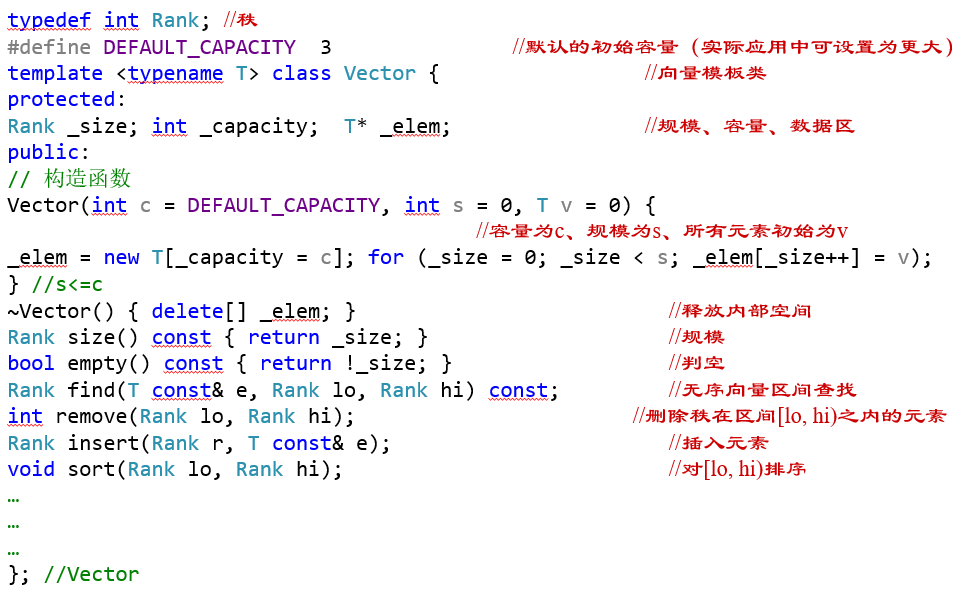 typedef int Rank; //秩
#define DEFAULT_CAPACITY  3 //默认的初始容量（实际应用中可设置为更大）
template <typename T> class Vector { //向量模板类
protected:
Rank _size; int _capacity;  T* _elem; //规模、容量、数据区
public:
// 构造函数
Vector(int c = DEFAULT_CAPACITY, int s = 0, T v = 0) {
//容量为c、规模为s、所有元素初始为v
_elem = new T[_capacity = c]; for (_size = 0; _size < s; _elem[_size++] = v);
} //s<=c
~Vector() { delete[] _elem; } //释放内部空间
Rank size() const { return _size; } //规模
bool empty() const { return !_size; } //判空
Rank find(T const& e, Rank lo, Rank hi) const; //无序向量区间查找
int remove(Rank lo, Rank hi); //删除秩在区间[lo, hi)之内的元素
Rank insert(Rank r, T const& e); //插入元素
void sort(Rank lo, Rank hi); //对[lo, hi)排序
…
…
…
}; //Vector